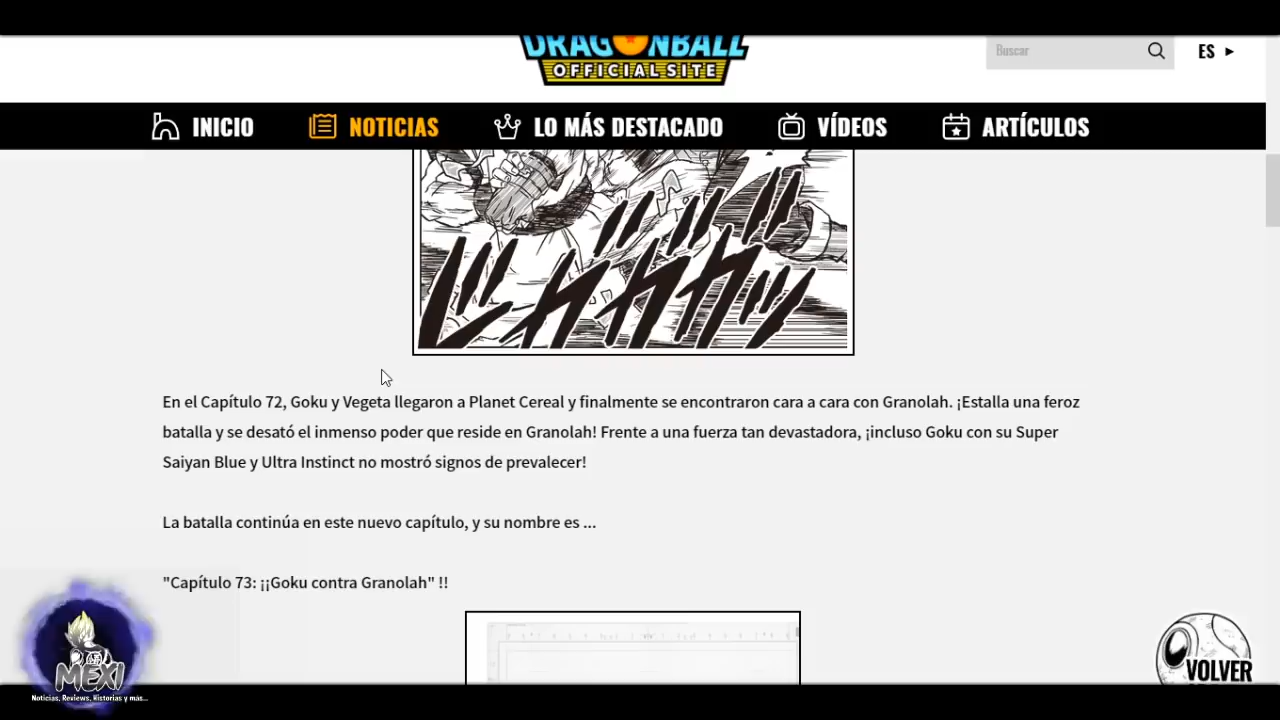 DRAGONBALL
OFFICIAL SITE
Buscar
ES
INICIO
NOTICIAS
LO MÁS DESTACADO
VÍDEOS
ARTÍCULOS
En el Capítulo 72, Goku y Vegeta llegaron a Planet Cereal y finalmente se encontraron cara a cara con Granolah. ¡Estalla una feroz
batalla y se desató el inmenso poder que reside en Granolah! Frente a una fuerza tan devastadora, ¡incluso Goku con su Super
Saiyan Blue y Ultra Instinct no mostró signos de prevalecer!
La batalla continúa en este nuevo capítulo, y su nombre es ...
"Capítulo 73: ¡¡Goku contra Granolah" !!
MEXI
Noticias, Reviews, Historias y más...
VOLVER